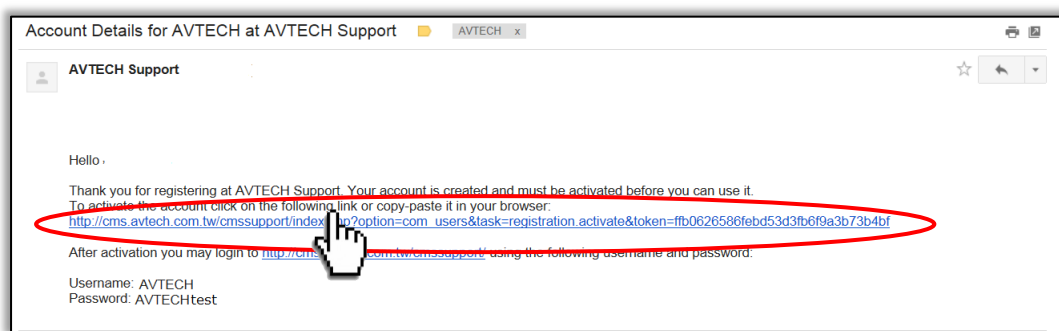 Account Details for AVTECH at AVTECH Support AVTECH x
AVTECH Support
Hello
Thank you for registering at AVTECH Support. Your account is created and must be activated before you can use it.
To activate the account click on the following link or copy-paste it in your browser:
http://cms.avtech.com.tw/cmssupport/index.php?option=com_users&task=registration.activate&token=ffb0626586febd53d3fb6f9a3b73b4bf
After activation you may login to http://cms com.tw/cmssupport/ using the following username and password:
Username: AVTECH
Password: AVTECHtest